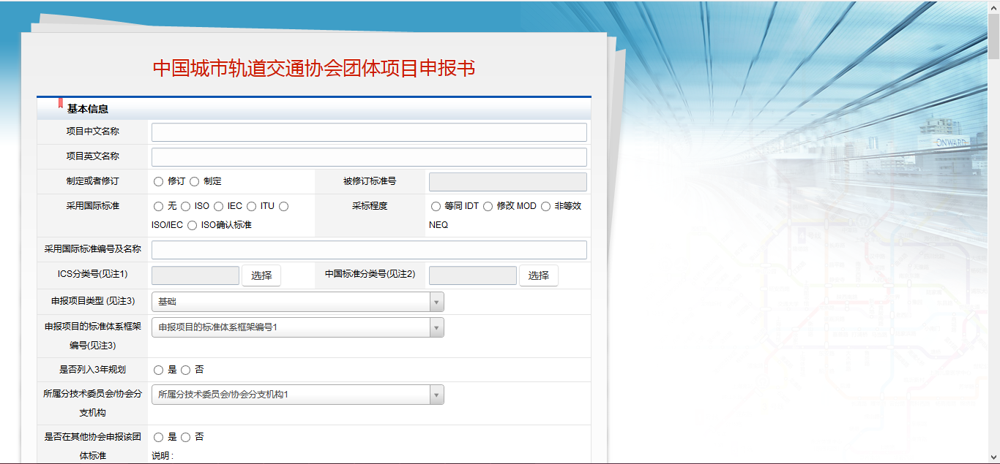 中国城市轨道交通协会团体项目申报书
基本信息
项目中文名称
项目英文名称
制定或者修订 修订 制定 被修订标准号
采用国际标准 无 ISO IEC ITU 采标程度 等同 IDT 修改 MOD 非等效
ISO/IEC ISO确认标准 NEQ
采用国际标准编号及名称
ICS分类号(见注1) 选择 中国标准分类号(见注2) 选择
申报项目类型 (见注3) 基础
申报项目的标准体系框架 申报项目的标准体系框架编号1
编号(见注3)
是否列入3年规划 是 否
所属分技术委员会/协会分 所属分技术委员会/协会分支机构1
支机构
是否在其他协会申报该团 是 否
体标准 说明：
ONWARD